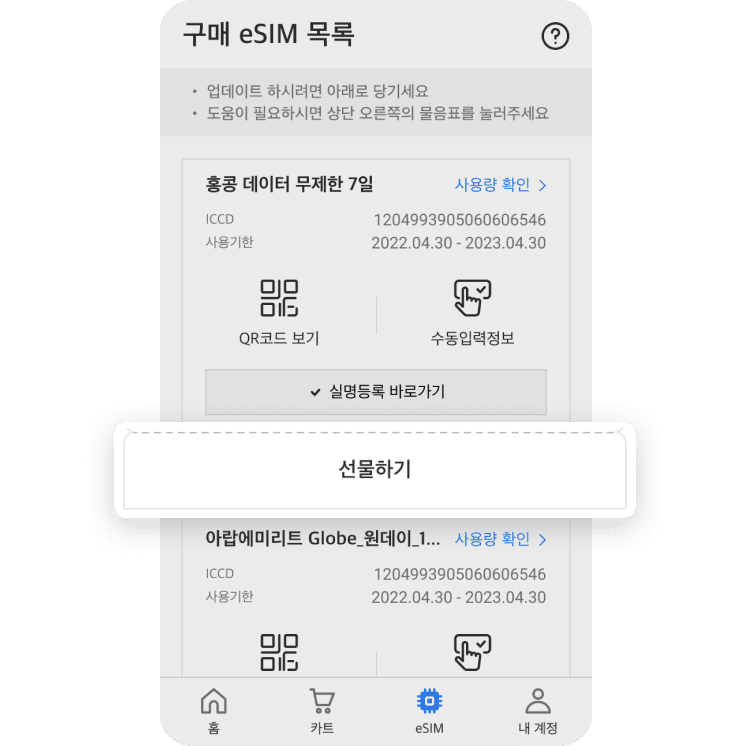 구매 eSIM 목록
• 업데이트 하시려면 아래로 당기세요
• 도움이 필요하시면 상단 오른쪽의 물음표를 눌러주세요
홍콩 데이터 무제한 7일 사용량 확인
ICCD 1204993905060606546
사용기한 2022.04.30 - 2023.04.30
QR코드 보기 수동입력정보
실명등록 바로가기
선물하기
아랍에미리트 Globe_원데이_1... 사용량 확인
ICCD 1204993905060606546
사용기한 2022.04.30 - 2023.04.30
홈 카트 eSIM 내 계정